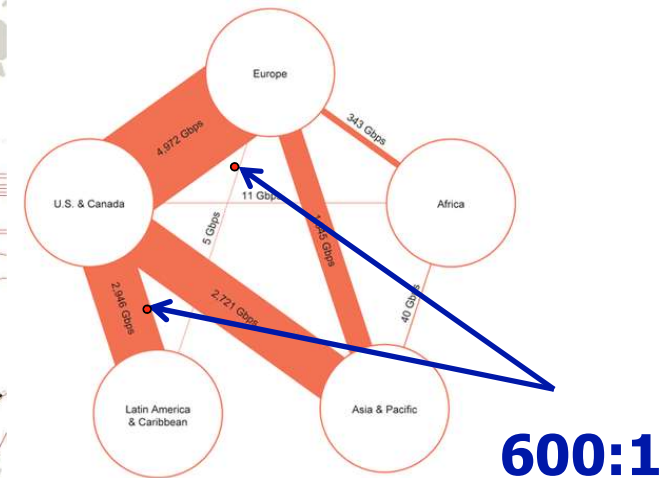 Europe
4,972 Gbps
343 Gbps
U.S. & Canada
11 Gbps
Africa
5 Gbps
Gbps
2,946 Gbps
2,721 Gbps
40 Gbps
Latin America
& Caribbean
Asia & Pacific
600:1